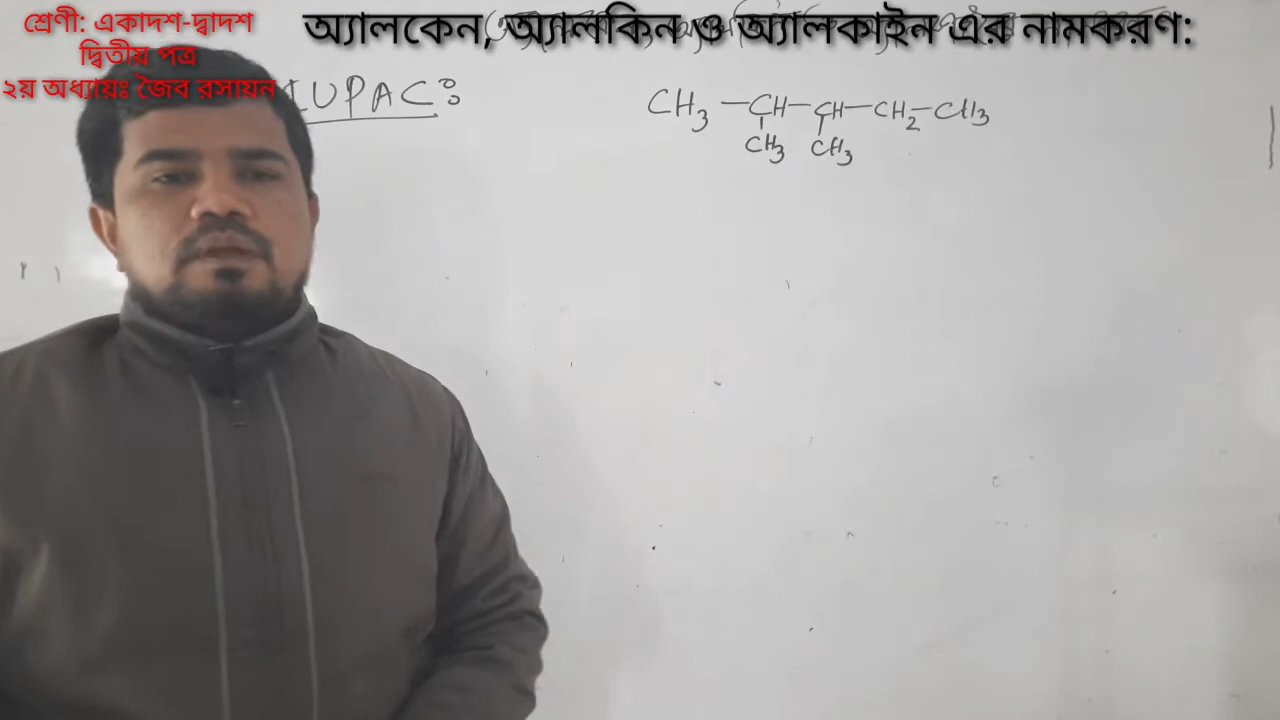 শ্রেণী: একাদশ-দ্বাদশ
দ্বিতীয় পত্র
২য় অধ্যায়ঃ জৈব রসায়ন
অ্যালকেন, অ্যালকিন ও অ্যালকাইন এর নামকরণ:
IUPAC:
CH3 —CH—CH—CH2—CH3
CH3 CH3